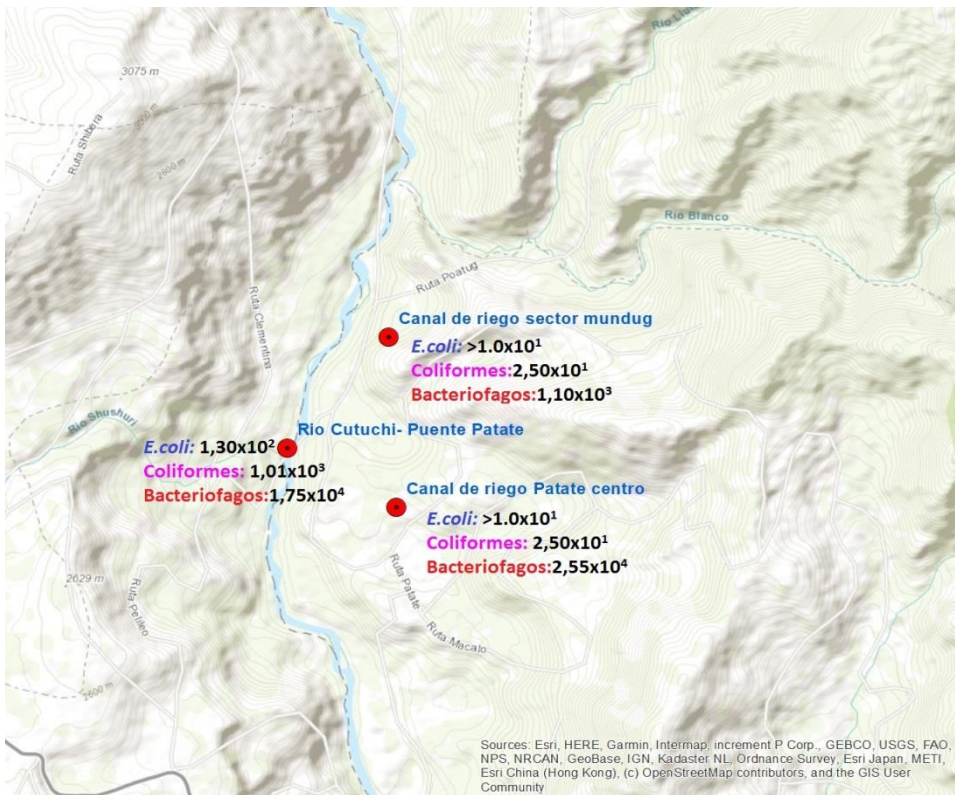 Rio Llu
3075 m
Ruta Shibera
2600 m
Rio Blanco
Ruta Poatug
Ruta Clementina
Canal de riego sector mundug
E.coli: >1.0x10¹
Coliformes:2,50x10¹
Bacteriofagos:1,10x10³
Rio Shushuri
Rio Cutuchi- Puente Patate
E.coli: 1,30x10²
Coliformes: 1,01x10³
Bacteriofagos:1,75x10⁴
Canal de riego Patate centro
E.coli: >1.0x10¹
Coliformes: 2,50x10¹
Bacteriofagos:2,55x10⁴
2629 m
Ruta Pelileo
Ruta Patate
Ruta Macalo
2600 m
Sources: Esri, HERE, Garmin, Intermap, increment P Corp., GEBCO, USGS, FAO,
NPS, NRCAN, GeoBase, IGN, Kadaster NL, Ordnance Survey, Esri Japan, METI,
Esri China (Hong Kong), (c) OpenStreetMap contributors, and the GIS User
Community